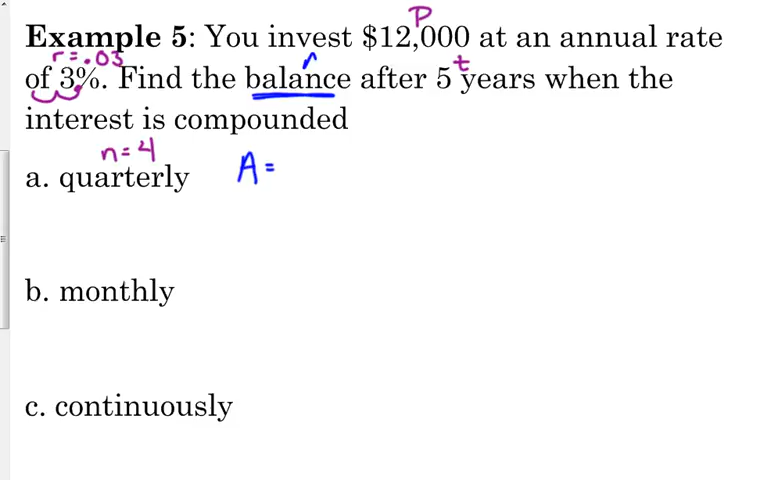 P
Example 5: You invest $12,000 at an annual rate
r = .03 t
of 3%. Find the balance after 5 years when the
interest is compounded
n = 4
a. quarterly A =
b. monthly
c. continuously